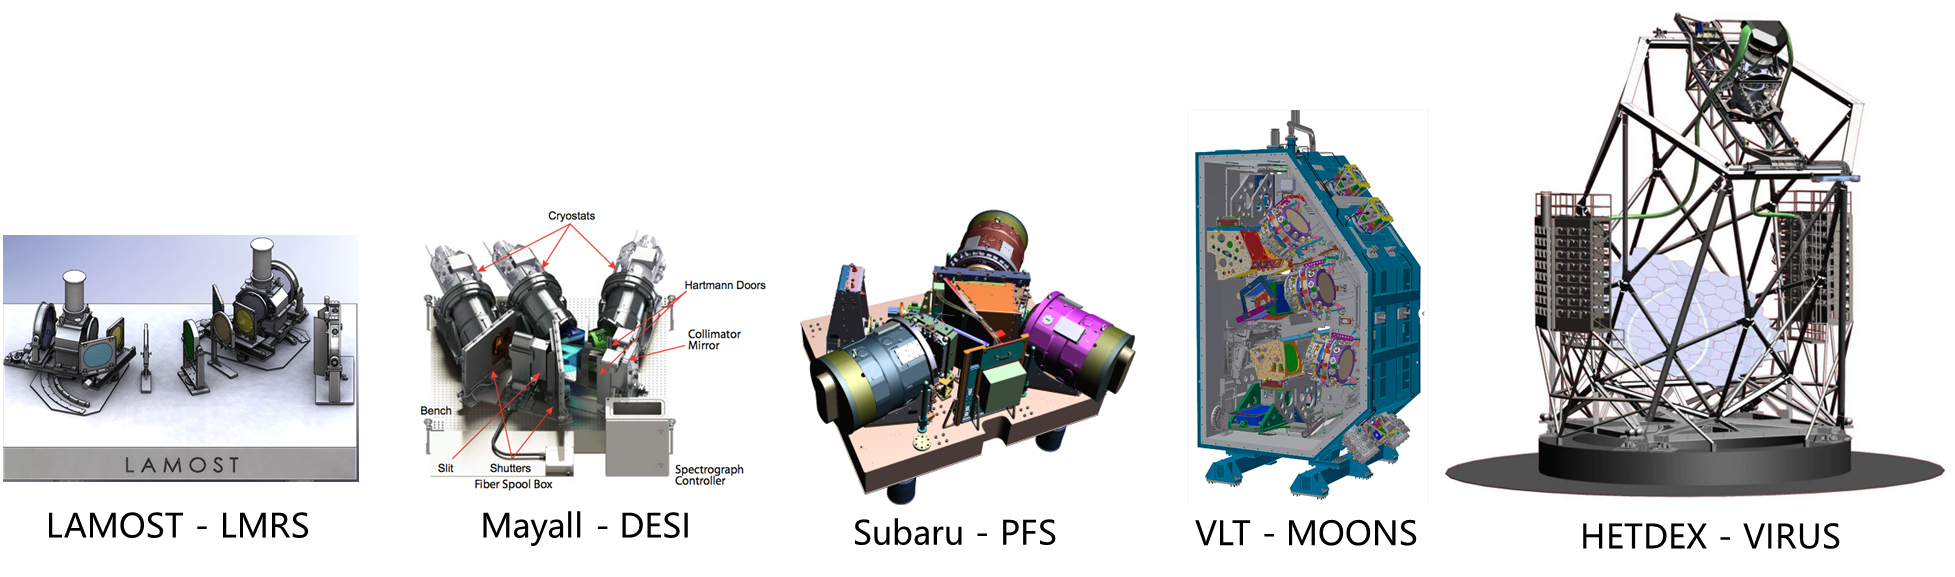 LAMOST
LAMOST - LMRS
Cryostats
Hartmann Doors
Collimator
Mirror
Bench
Slit
Shutters
Fiber Spool Box
Spectrograph
Controller
Mayall - DESI
Subaru - PFS
VLT - MOONS
HETDEX - VIRUS